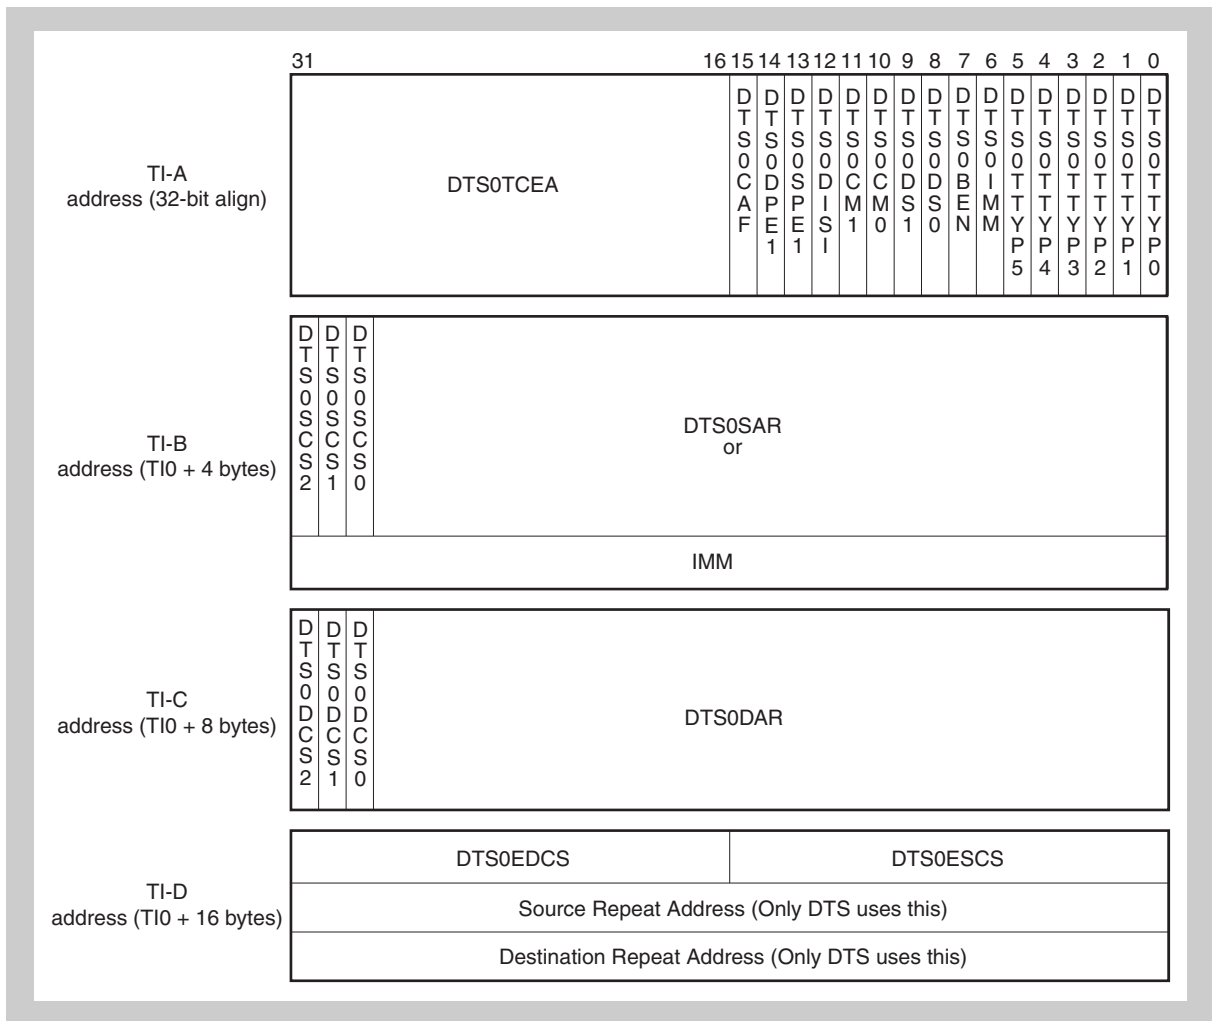 31 16 15 14 13 12 11 10 9 8 7 6 5 4 3 2 1 0
TI-A
address (32-bit align)
DTS0TCEA
DTS0CAF
DTS0DPE1
DTS0SPE1
DTS0DISI
DTS0CM1
DTS0CM0
DTS0DS1
DTS0DS0
DTS0BEN
DTS0IMM
DTS0TTYP5
DTS0TTYP4
DTS0TTYP3
DTS0TTYP2
DTS0TTYP1
DTS0TTYP0
TI-B
address (TI0 + 4 bytes)
DTS0SCS2
DTS0SCS1
DTS0SCS0
DTS0SAR
or
IMM
TI-C
address (TI0 + 8 bytes)
DTS0DCS2
DTS0DCS1
DTS0DCS0
DTS0DAR
TI-D
address (TI0 + 16 bytes)
DTS0EDCS
DTS0ESCS
Source Repeat Address (Only DTS uses this)
Destination Repeat Address (Only DTS uses this)